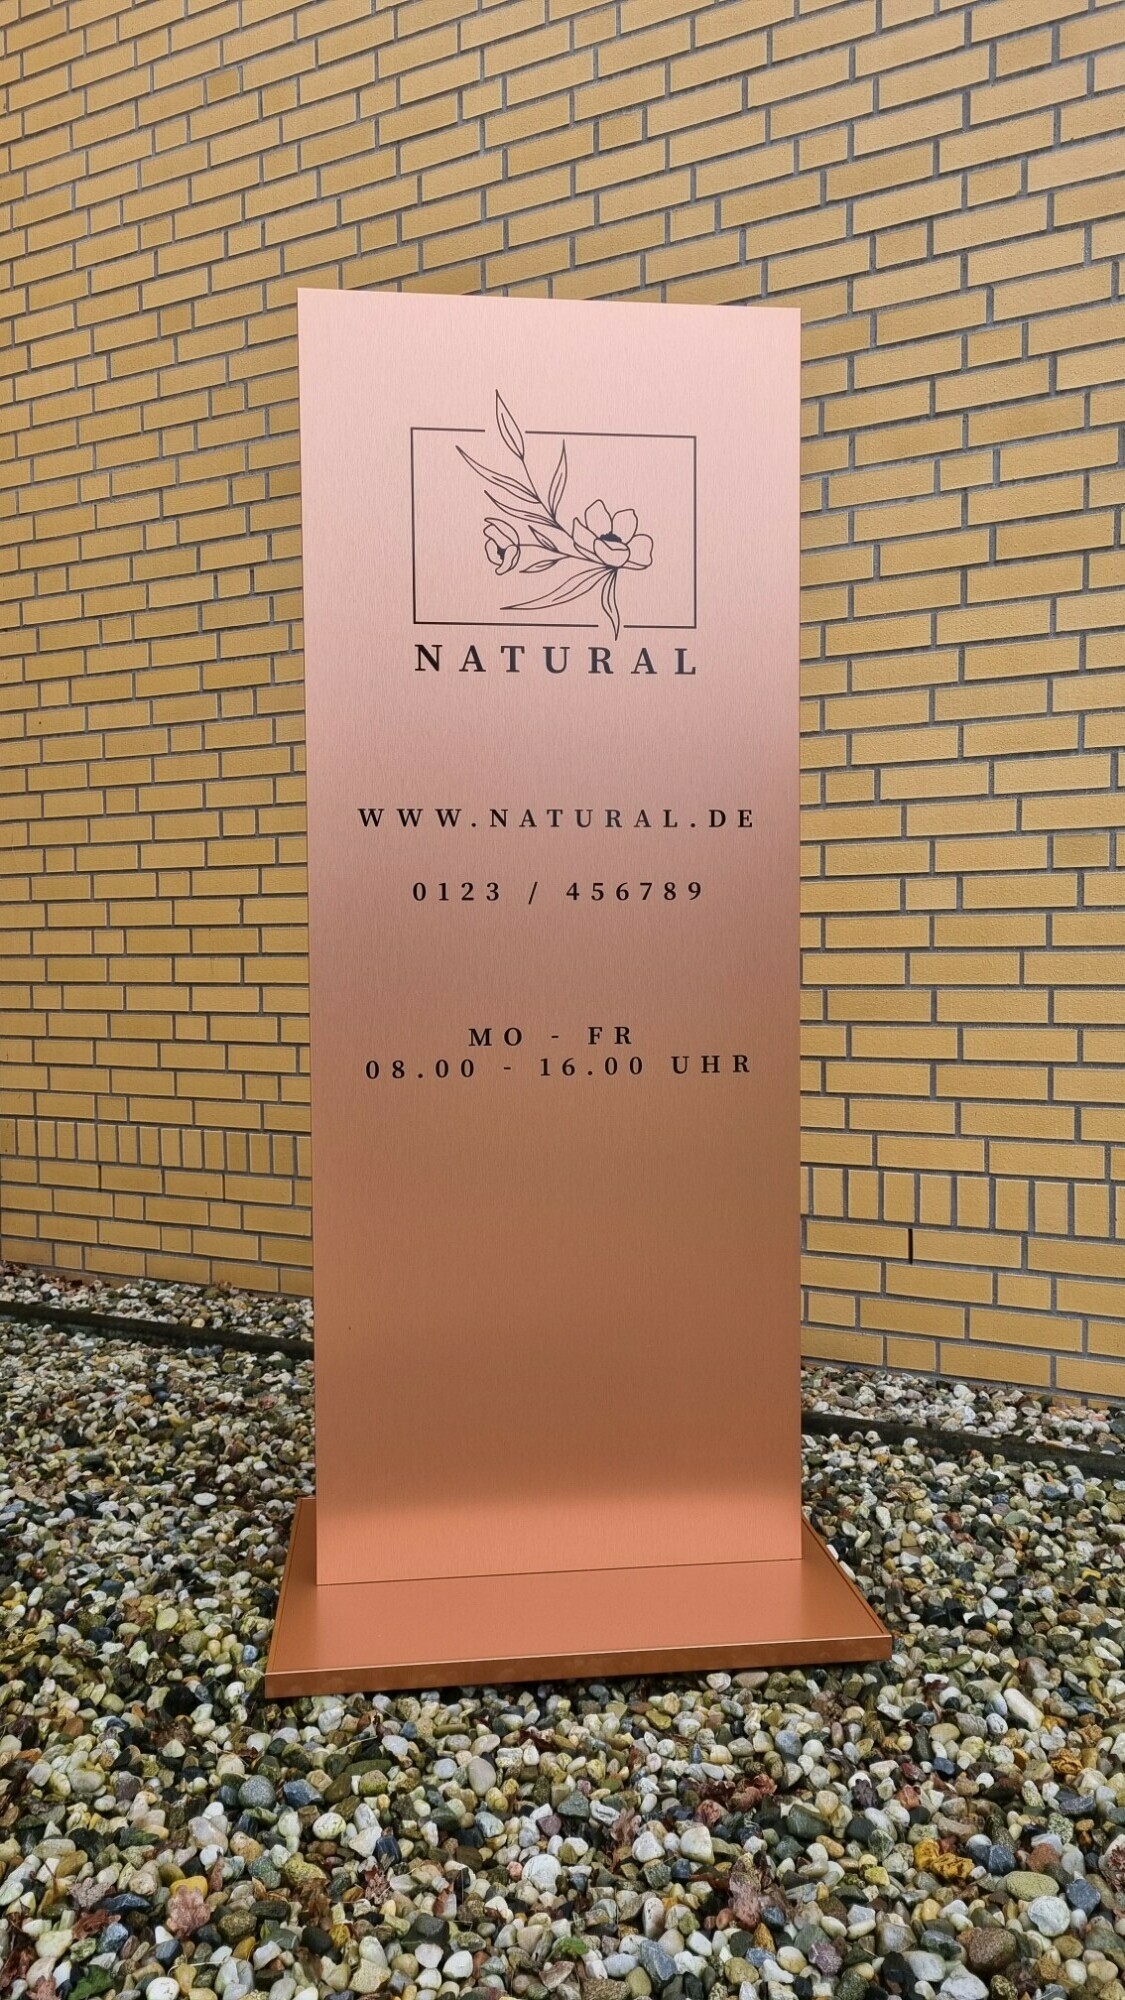 NATURAL
WWW.NATURAL.DE
0123 / 456789
MO - FR
08.00 - 16.00 UHR